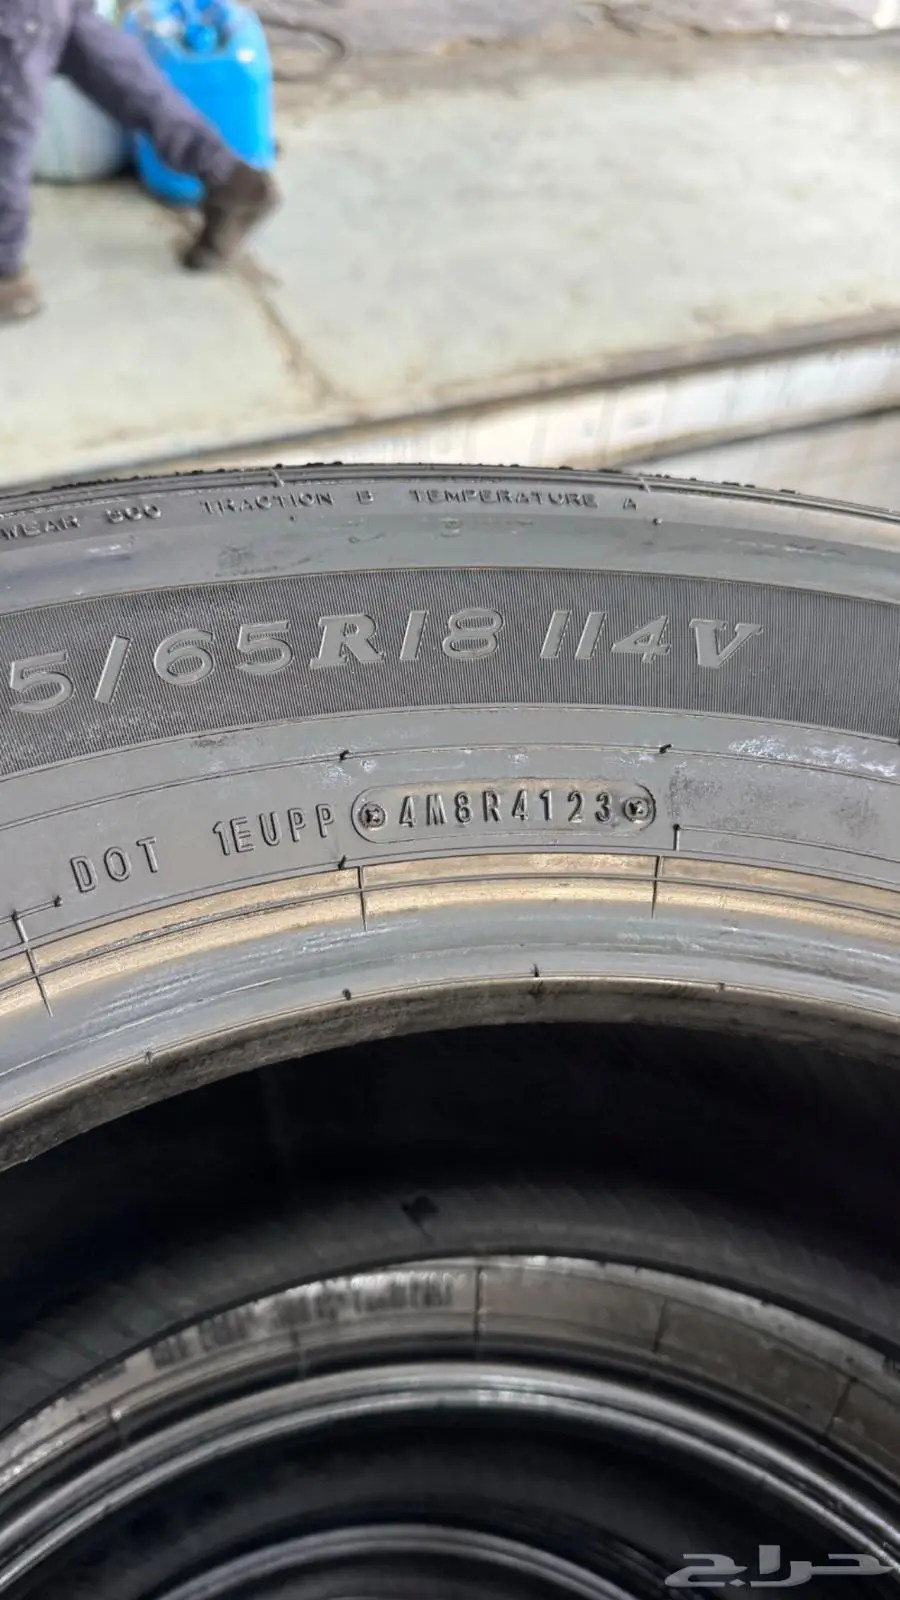 WEAR 500 TRACTION B TEMPERATURE A
5/65R18 114V
DOT 1EUPP 4M8R4123
حراج